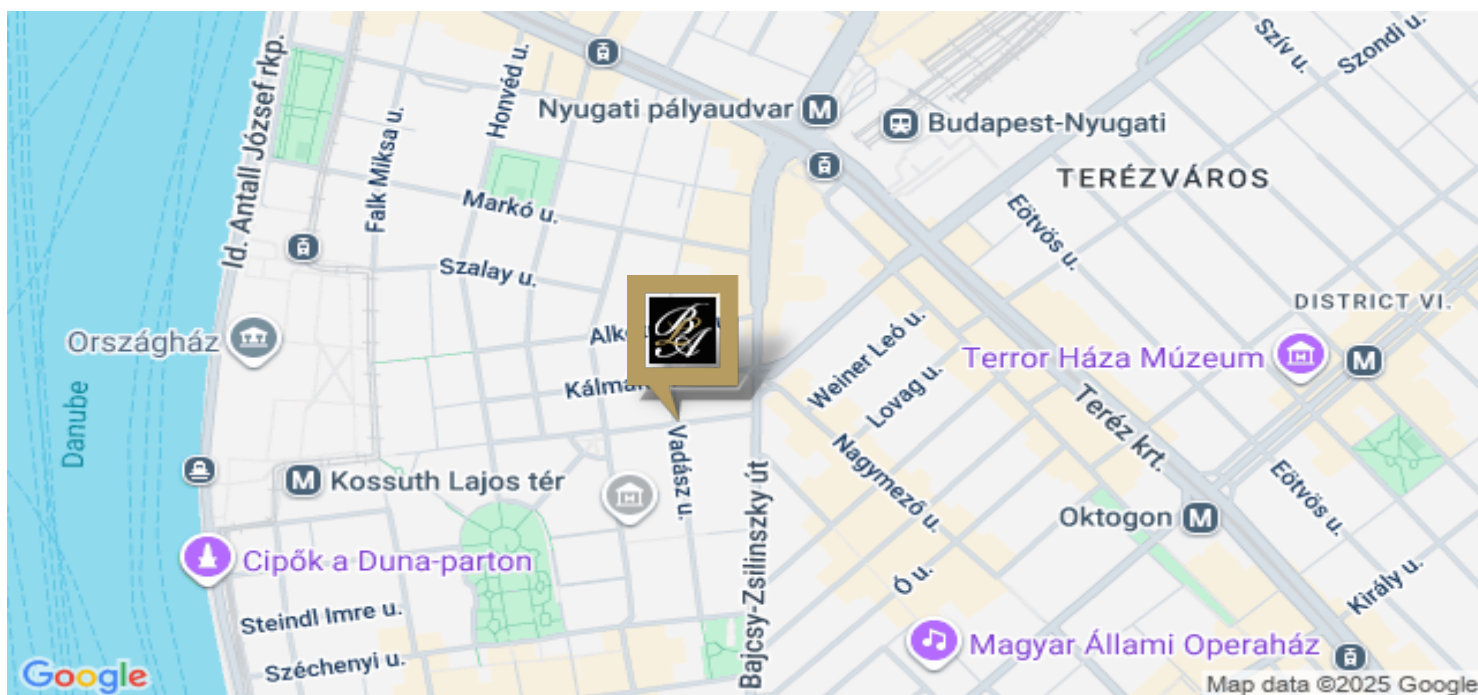 Szív u.
Szondi u.
Id. Antall József rkp.
Honvéd u.
Falk Miksa u.
Nyugati pályaudvar
M
Budapest-Nyugati
TERÉZVÁROS
Markó u.
Eötvös u.
Szalay u.
DISTRICT VI.
Országház
Weiner Leó u.
Terror Háza Múzeum
M
Lovag u.
Danube
Teréz krt.
Vadász u.
Nagymező u.
M
Kossuth Lajos tér
Bajcsy-Zsilinszky út
Eötvös u.
Oktogon
M
Cipők a Duna-parton
Ó u.
Király u.
Steindl Imre u.
Magyar Állami Operaház
Széchenyi u.
Google
Map data ©2025 Google